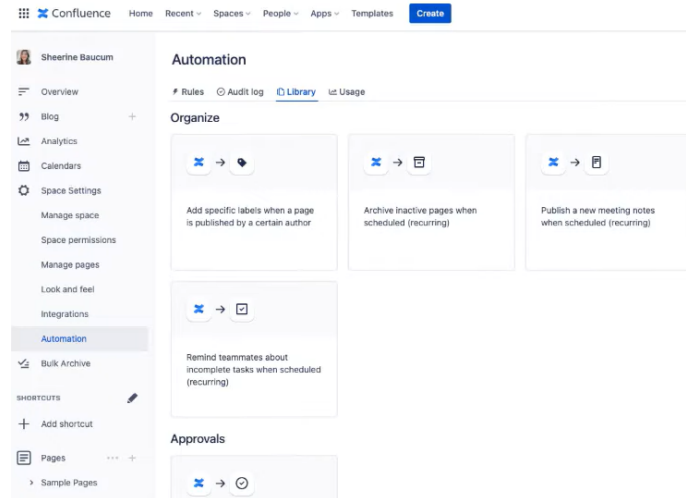 Confluence Home Recent Spaces People Apps Templates Create
Sheerine Baucum
Overview
Blog
Analytics
Calendars
Space Settings
Manage space
Space permissions
Manage pages
Look and feel
Integrations
Automation
Bulk Archive
SHORTCUTS
Add shortcut
Pages
Sample Pages
Automation
Rules Audit log Library Usage
Organize
Add specific labels when a page
is published by a certain author
Archive inactive pages when
scheduled (recurring)
Publish a new meeting notes
when scheduled (recurring)
Remind teammates about
incomplete tasks when scheduled
(recurring)
Approvals